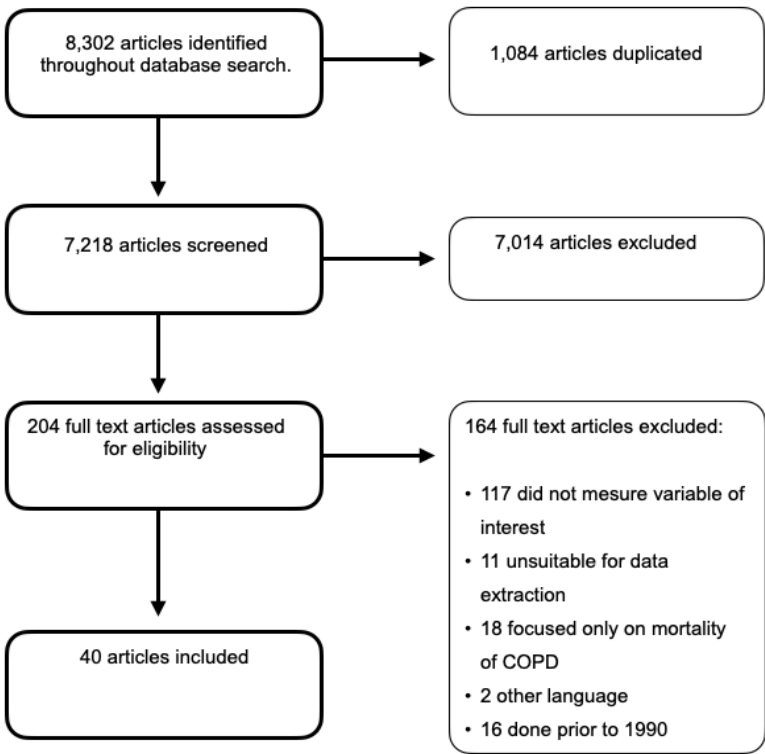 8,302 articles identified
throughout database search.
1,084 articles duplicated
7,218 articles screened
7,014 articles excluded
204 full text articles assessed
for eligibility
164 full text articles excluded:
• 117 did not mesure variable of
interest
• 11 unsuitable for data
extraction
• 18 focused only on mortality
of COPD
• 2 other language
• 16 done prior to 1990
40 articles included